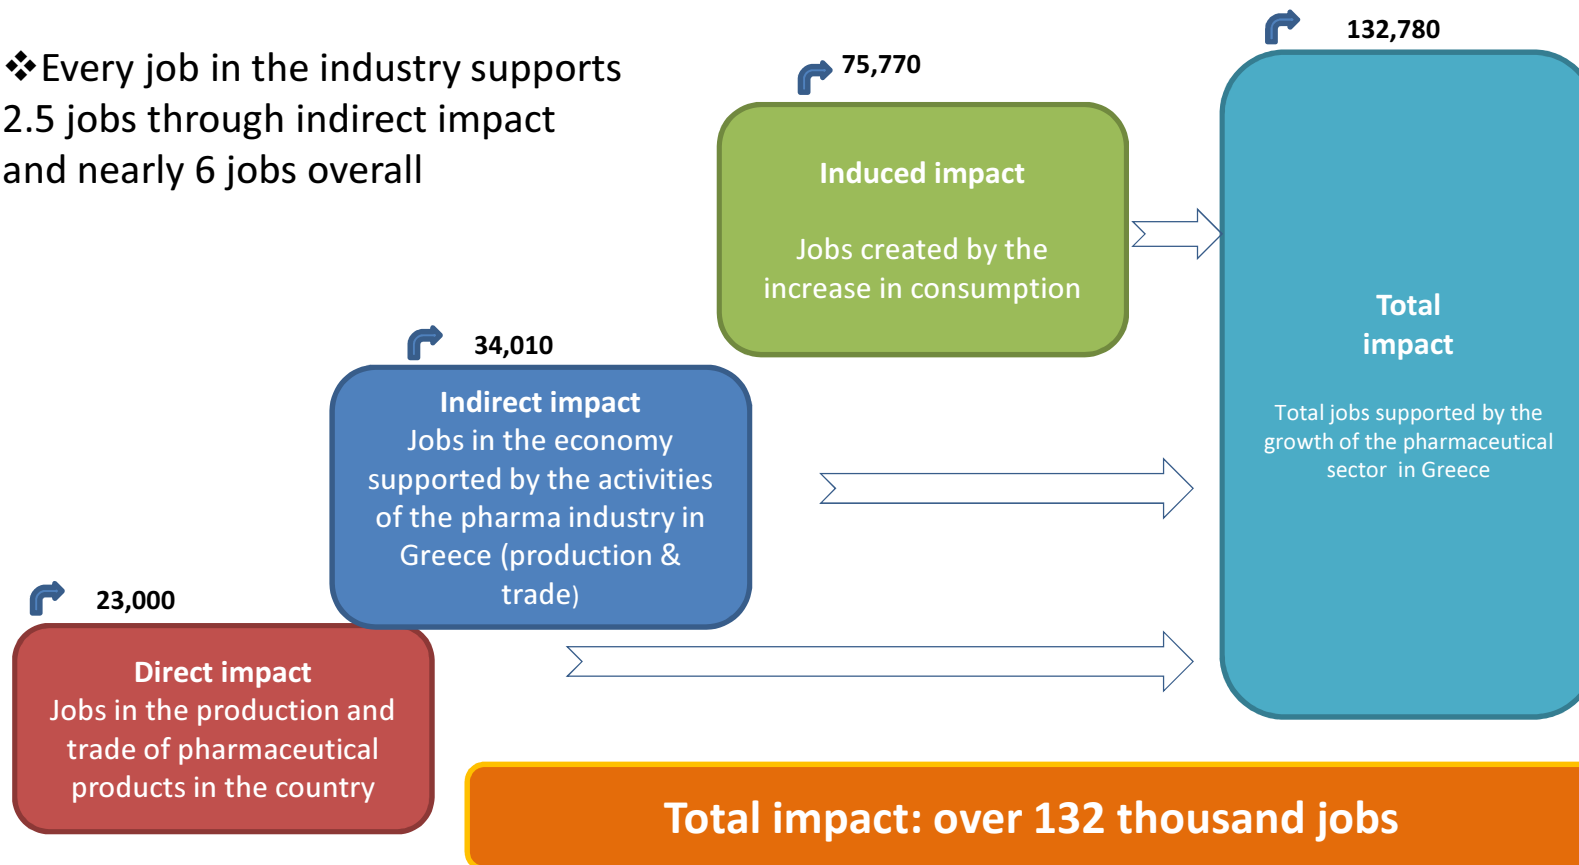 ❖Every job in the industry supports
2.5 jobs through indirect impact
and nearly 6 jobs overall
23,000
Direct impact
Jobs in the production and
trade of pharmaceutical
products in the country
34,010
Indirect impact
Jobs in the economy
supported by the activities
of the pharma industry in
Greece (production &
trade)
75,770
Induced impact
Jobs created by the
increase in consumption
132,780
Total
impact
Total jobs supported by the
growth of the pharmaceutical
sector in Greece
Total impact: over 132 thousand jobs